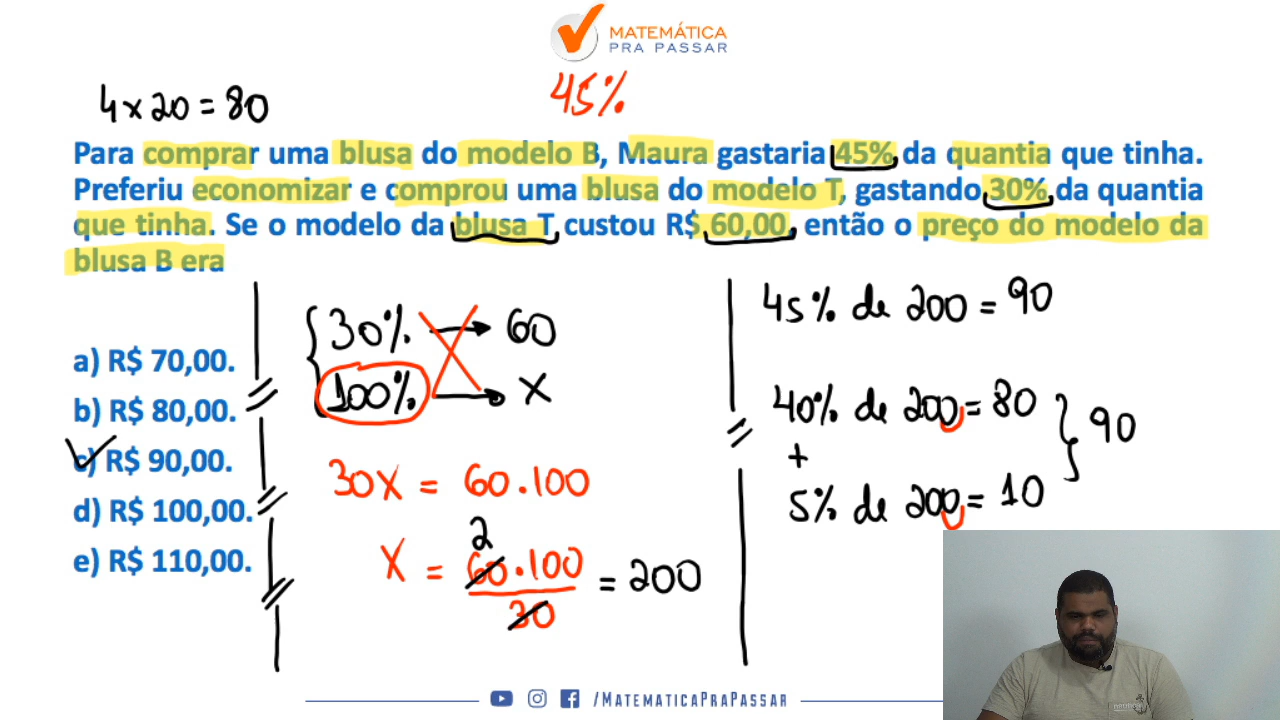 MATEMÁTICA
PRA PASSAR
4 x 20 = 80
45%
Para comprar uma blusa do modelo B, Maura gastaria 45% da quantia que tinha.
Preferiu economizar e comprou uma blusa do modelo T, gastando 30% da quantia
que tinha. Se o modelo da blusa T custou R$ 60,00, então o preço do modelo da
blusa B era
a) R$ 70,00.
b) R$ 80,00.
c) R$ 90,00.
d) R$ 100,00.
e) R$ 110,00.
30% → 60
100% → x
30x = 60.100
2
x = 60.100 = 200
30
45% de 200 = 90
40% de 200 = 80
+
90
5% de 200 = 10
/MATEMATICAPRAPASSAR